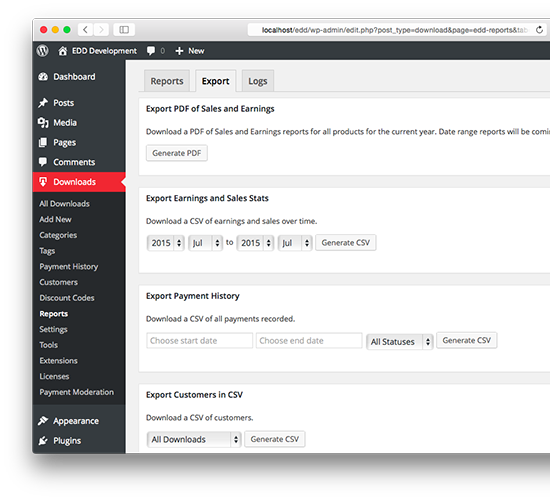 localhost/edd/wp-admin/edit.php?post_type=download&page=edd-reports&tab
EDD Development 0 + New
Dashboard
Posts
Media
Pages
Comments
Downloads
All Downloads
Add New
Categories
Tags
Payment History
Customers
Discount Codes
Reports
Settings
Tools
Extensions
Licenses
Payment Moderation
Appearance
Plugins
Reports Export Logs
Export PDF of Sales and Earnings
Download a PDF of Sales and Earnings reports for all products for the current year. Date range reports will be
Generate PDF
Export Earnings and Sales Stats
Download a CSV of earnings and sales over time.
2015 Jul to 2015 Jul Generate CSV
Export Payment History
Download a CSV of all payments recorded.
Choose start date Choose end date All Statuses Generate CSV
Export Customers in CSV
Download a CSV of customers.
All Downloads Generate CSV